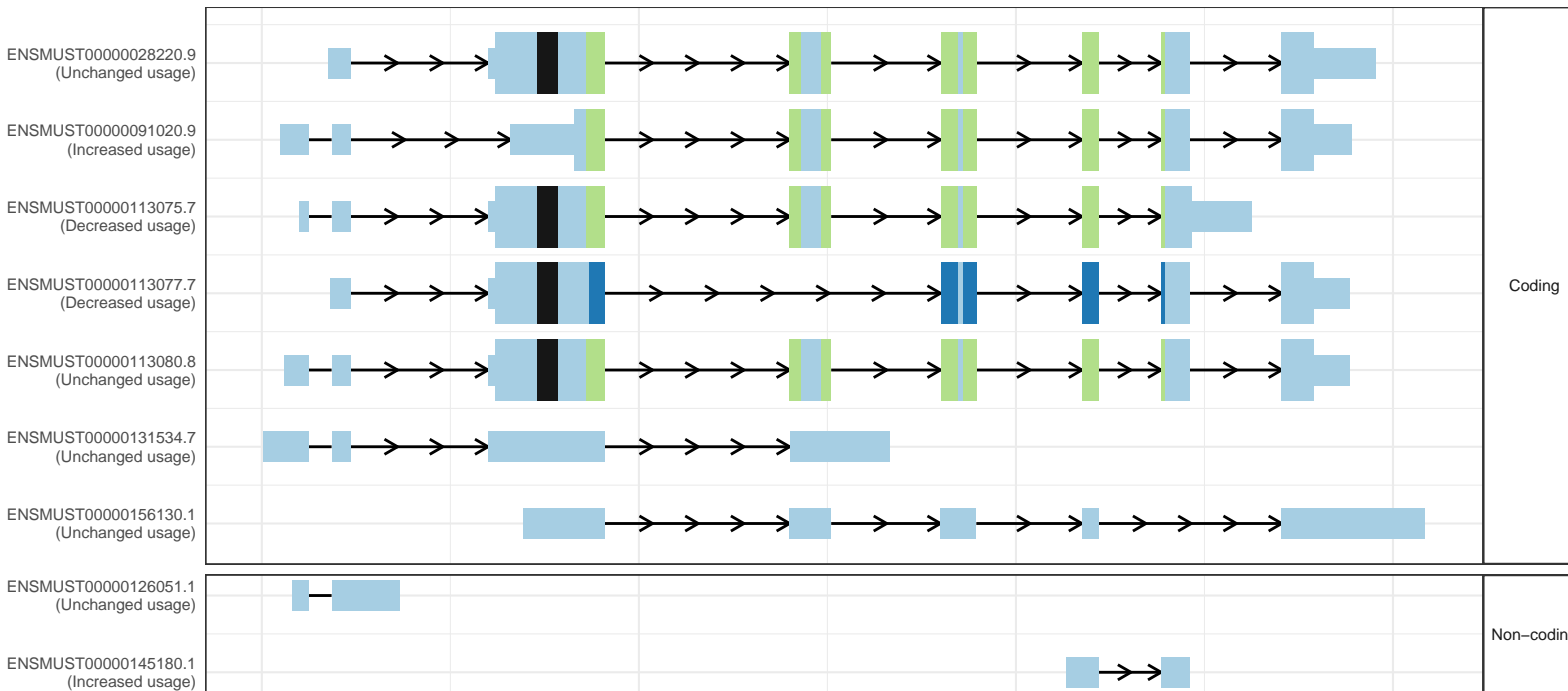 ENSMUST00000028220.9
(Unchanged usage)
ENSMUST00000091020.9
(Increased usage)
ENSMUST00000113075.7
(Decreased usage)
ENSMUST00000113077.7
(Decreased usage)
Coding
ENSMUST00000113080.8
(Unchanged usage)
ENSMUST00000131534.7
(Unchanged usage)
ENSMUST00000156130.1
(Unchanged usage)
ENSMUST00000126051.1
(Unchanged usage)
Non−codin
ENSMUST00000145180.1
(Increased usage)